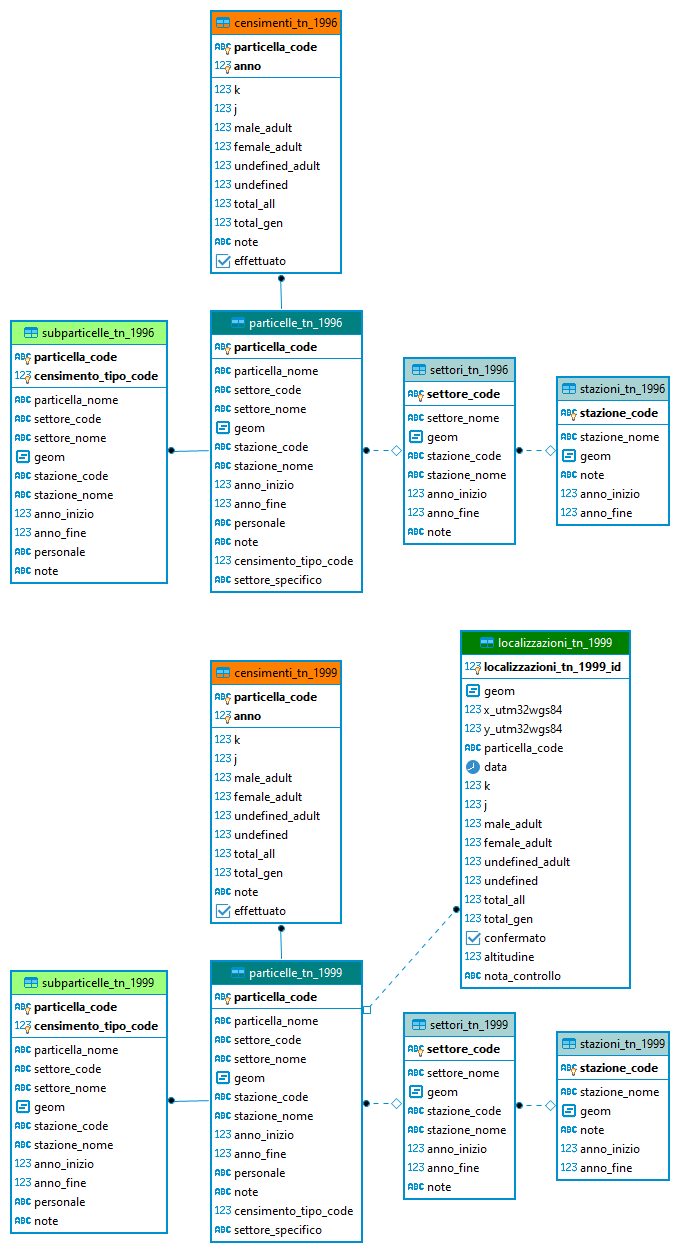 censimenti_tn_1996
ABC particella_code
123 anno
123 k
123 j
123 male_adult
123 female_adult
123 undefined_adult
123 undefined
123 total_all
123 total_gen
ABC note
effettuato
subparticelle_tn_1996
ABC particella_code
123 censimento_tipo_code
ABC particella_nome
ABC settore_code
ABC settore_nome
geom
ABC stazione_code
ABC stazione_nome
123 anno_inizio
123 anno_fine
ABC personale
ABC note
particelle_tn_1996
ABC particella_code
ABC particella_nome
ABC settore_code
ABC settore_nome
geom
ABC stazione_code
ABC stazione_nome
123 anno_inizio
123 anno_fine
ABC personale
ABC note
123 censimento_tipo_code
ABC settore_specifico
settori_tn_1996
ABC settore_code
ABC settore_nome
geom
ABC stazione_code
ABC stazione_nome
123 anno_inizio
123 anno_fine
ABC note
stazioni_tn_1996
ABC stazione_code
ABC stazione_nome
geom
ABC note
123 anno_inizio
123 anno_fine
localizzazioni_tn_1999
123 localizzazioni_tn_1999_id
geom
123 x_utm32wgs84
123 y_utm32wgs84
ABC particella_code
data
123 k
123 j
123 male_adult
123 female_adult
123 undefined_adult
123 undefined
123 total_all
123 total_gen
confermato
123 altitudine
ABC nota_controllo
censimenti_tn_1999
ABC particella_code
123 anno
123 k
123 j
123 male_adult
123 female_adult
123 undefined_adult
123 undefined
123 total_all
123 total_gen
ABC note
effettuato
subparticelle_tn_1999
ABC particella_code
123 censimento_tipo_code
ABC particella_nome
ABC settore_code
ABC settore_nome
geom
ABC stazione_code
ABC stazione_nome
123 anno_inizio
123 anno_fine
ABC personale
ABC note
particelle_tn_1999
ABC particella_code
ABC particella_nome
ABC settore_code
ABC settore_nome
geom
ABC stazione_code
ABC stazione_nome
123 anno_inizio
123 anno_fine
ABC personale
ABC note
123 censimento_tipo_code
ABC settore_specifico
settori_tn_1999
ABC settore_code
ABC settore_nome
geom
ABC stazione_code
ABC stazione_nome
123 anno_inizio
123 anno_fine
ABC note
stazioni_tn_1999
ABC stazione_code
ABC stazione_nome
geom
ABC note
123 anno_inizio
123 anno_fine